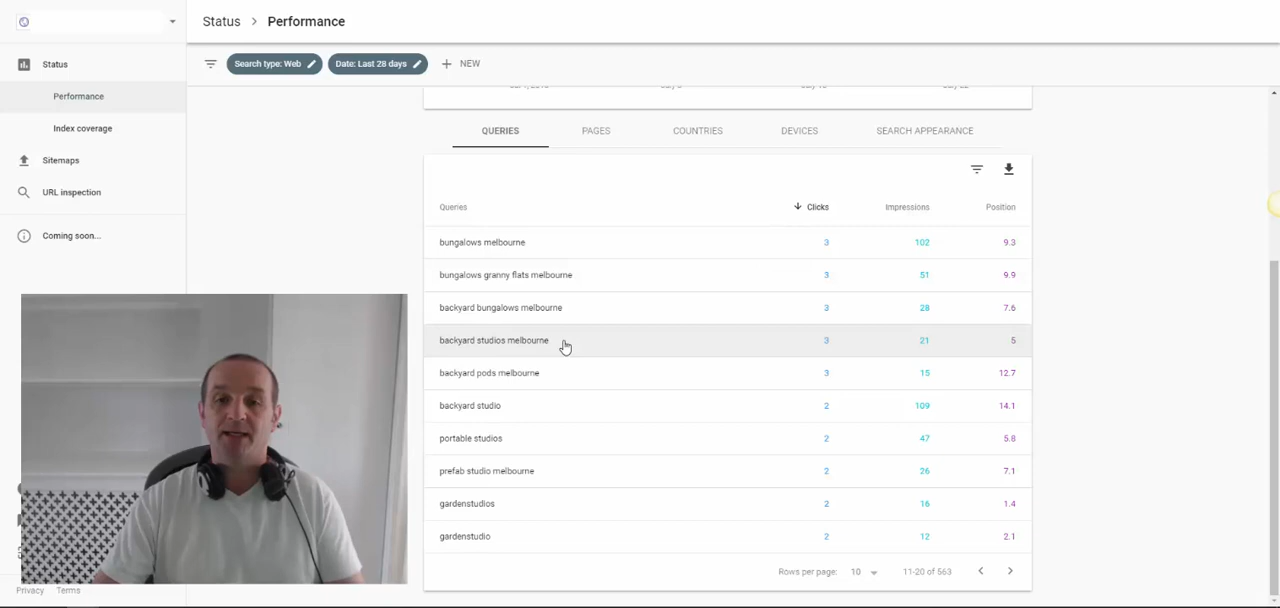 Status > Performance
Status
Performance
Index coverage
Sitemaps
URL inspection
Coming soon...
Privacy Terms
Search type: Web
Date: Last 28 days
+ NEW
QUERIES PAGES COUNTRIES DEVICES SEARCH APPEARANCE
Queries Clicks Impressions Position
bungalows melbourne 3 102 9.3
bungalows granny flats melbourne 3 51 9.9
backyard bungalows melbourne 3 28 7.6
backyard studios melbourne 3 21 5
backyard pods melbourne 3 15 12.7
backyard studio 2 109 14.1
portable studios 2 47 5.8
prefab studio melbourne 2 26 7.1
gardenstudios 2 16 1.4
gardenstudio 2 12 2.1
Rows per page: 10 11-20 of 563